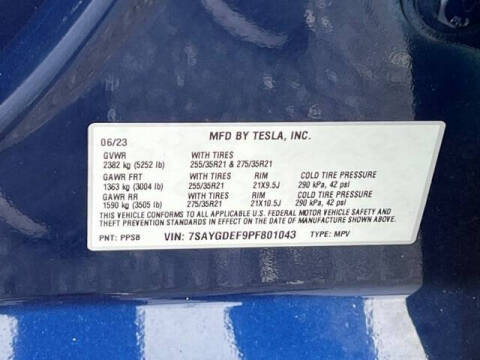 06/23 MFD BY TESLA, INC.
GVWR WITH TIRES
2382 kg (5252 lb) 255/35R21 & 275/35R21
GAWR FRT WITH TIRES RIM COLD TIRE PRESSURE
1363 kg (3004 lb) 255/35R21 21X9.5J 290 kPa, 42 psi
GAWR RR WITH TIRES RIM COLD TIRE PRESSURE
1590 kg (3505 lb) 275/35R21 21X10.5J 290 kPa, 42 psi
THIS VEHICLE CONFORMS TO ALL APPLICABLE U.S. FEDERAL MOTOR VEHICLE SAFETY AND
THEFT PREVENTION STANDARDS IN EFFECT ON THE DATE OF MANUFACTURE SHOWN ABOVE.
PNT: PPSB VIN: 7SAYGDEF9PF801043 TYPE: MPV